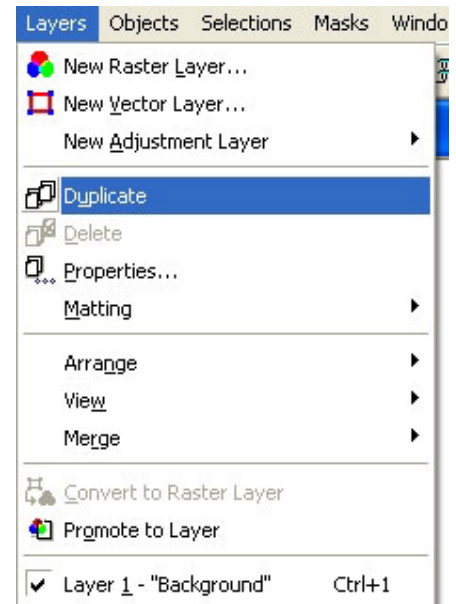 Layers Objects Selections Masks Windo
New Raster Layer...
New Vector Layer...
New Adjustment Layer
Duplicate
Delete
Properties...
Matting
Arrange
View
Merge
Convert to Raster Layer
Promote to Layer
Layer 1 - "Background" Ctrl+1